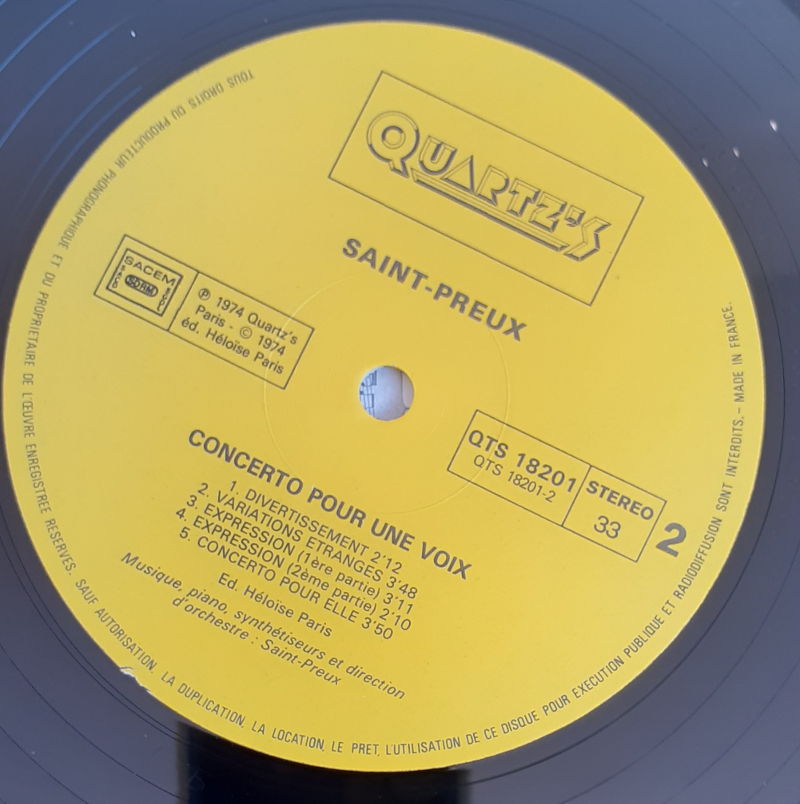 QUARTZ'S
SAINT-PREUX
SACEM
SACD
SDRM
SGDL
℗ 1974 Quartz's
Paris - © 1974
éd. Héloïse Paris
QTS 18201
QTS 18201-2
STEREO
33
2
CONCERTO POUR UNE VOIX
1. DIVERTISSEMENT 2'12
2. VARIATIONS ETRANGES 3'48
3. EXPRESSION (1ère partie) 3'11
4. EXPRESSION (2ème partie) 2'10
5. CONCERTO POUR ELLE 3'50
Ed. Héloïse Paris
Musique, piano, synthétiseurs et direction
d'orchestre : Saint-Preux
TOUS DROITS DU PRODUCTEUR PHONOGRAPHIQUE ET DU PROPRIETAIRE DE L'ŒUVRE ENREGISTREE RESERVES. SAUF AUTORISATION, LA DUPLICATION, LA LOCATION, LE PRET, L'UTILISATION DE CE DISQUE POUR EXECUTION PUBLIQUE ET RADIODIFFUSION SONT INTERDITS. - MADE IN FRANCE.